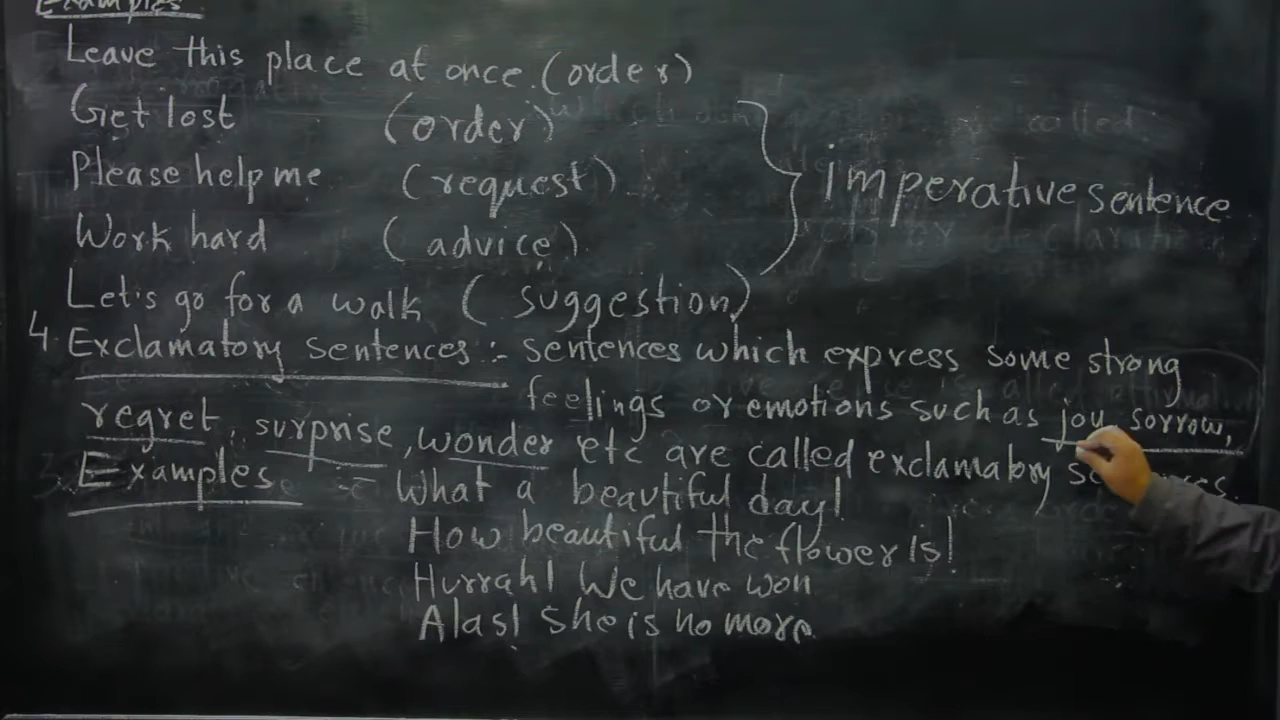 Examples
Leave this place at once (order)
Get lost (order)
Please help me (request)
Work hard (advice)
Let's go for a walk (suggestion)
imperative sentence
4. Exclamatory sentences :- sentences which express some strong
feelings or emotions such as joy, sorrow,
regret, surprise, wonder etc are called exclamatory
Examples :- What a beautiful day!
How beautiful the flower is!
Hurrah! We have won
Alas! She is no more